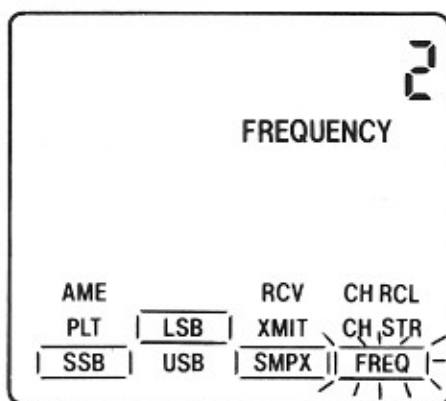 2
FREQUENCY
AME RCV CH RCL
PLT LSB XMIT CH STR
SSB USB SMPX FREQ